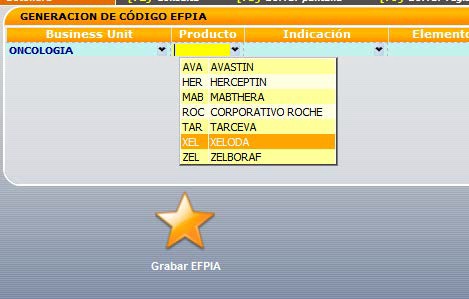 GENERACION DE CÓDIGO EFPIA
Business Unit Producto Indicación Elemento
ONCOLOGIA
AVA AVASTIN
HER HERCEPTIN
MAB MABTHERA
ROC CORPORATIVO ROCHE
TAR TARCEVA
XEL XELODA
ZEL ZELBORAF
Grabar EFPIA